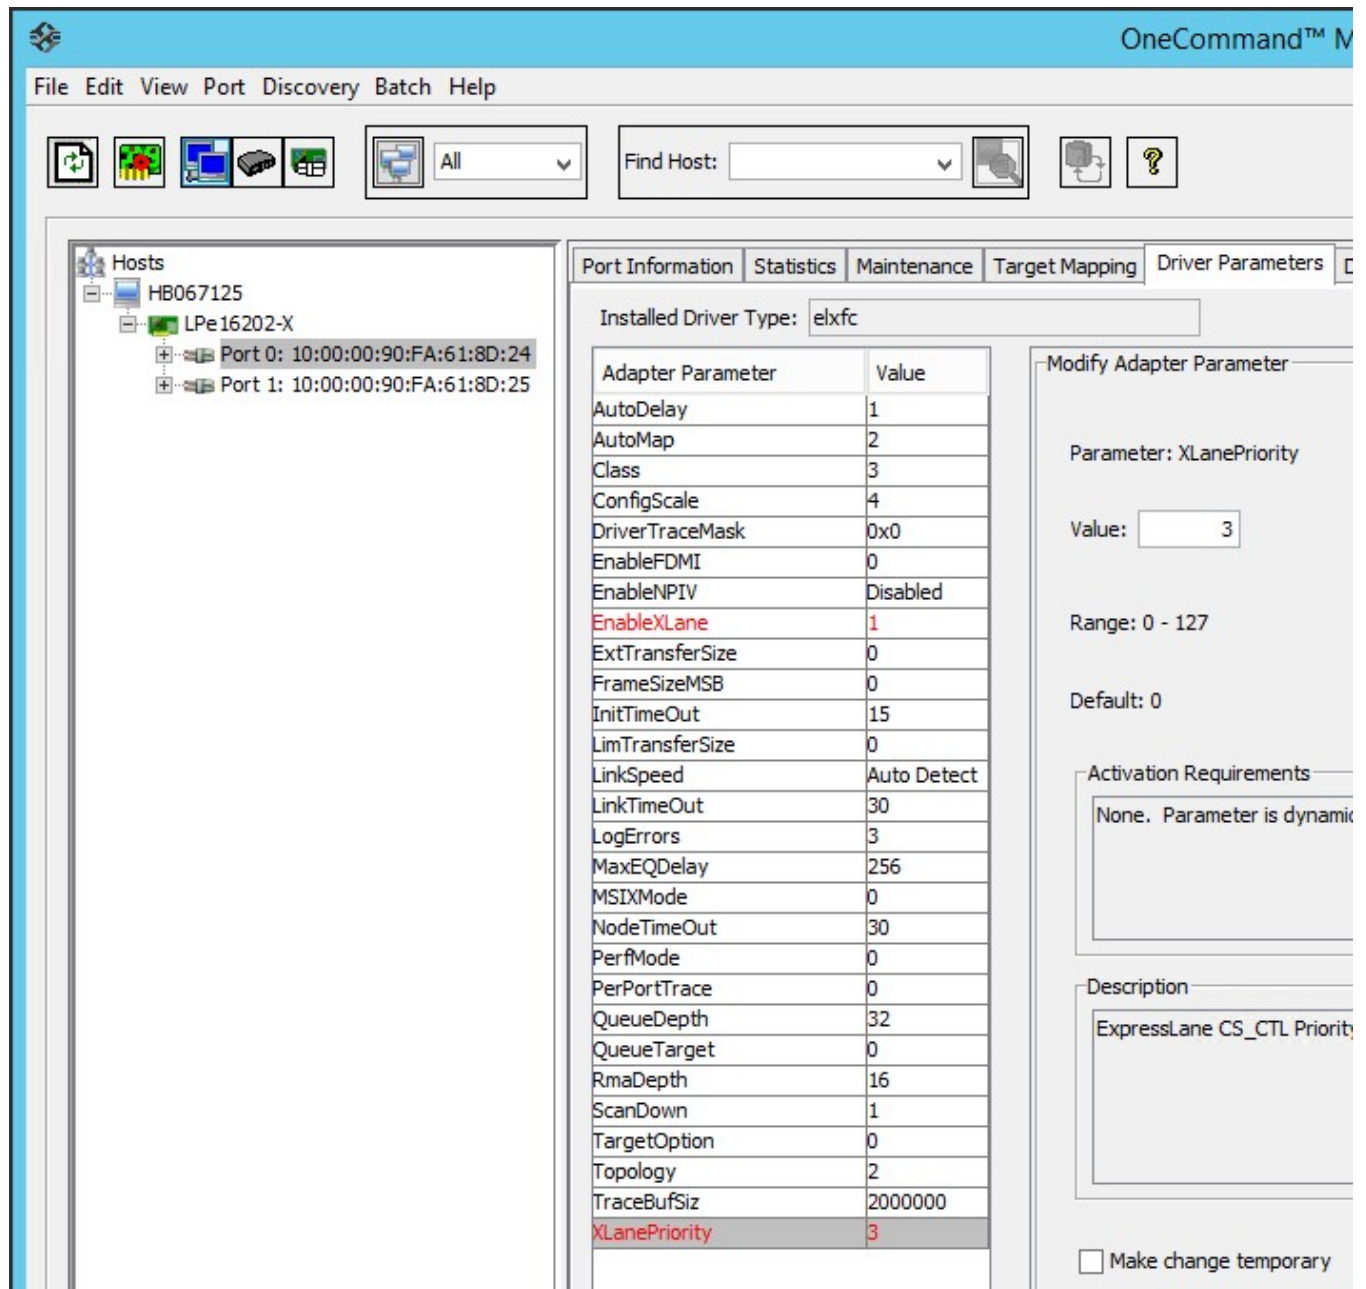 OneCommand™ M
File Edit View Port Discovery Batch Help
All
Find Host:
Hosts
HB067125
LPe16202-X
Port 0: 10:00:00:90:FA:61:8D:24
Port 1: 10:00:00:90:FA:61:8D:25
Port Information Statistics Maintenance Target Mapping Driver Parameters D
Installed Driver Type: elxfc
Adapter Parameter Value
AutoDelay 1
AutoMap 2
Class 3
ConfigScale 4
DriverTraceMask 0x0
EnableFDMI 0
EnableNPIV Disabled
EnableXLane 1
ExtTransferSize 0
FrameSizeMSB 0
InitTimeOut 15
LimTransferSize 0
LinkSpeed Auto Detect
LinkTimeOut 30
LogErrors 3
MaxEQDelay 256
MSIXMode 0
NodeTimeOut 30
PerfMode 0
PerPortTrace 0
QueueDepth 32
QueueTarget 0
RmaDepth 16
ScanDown 1
TargetOption 0
Topology 2
TraceBufSiz 2000000
XLanePriority 3
Modify Adapter Parameter
Parameter: XLanePriority
Value: 3
Range: 0 - 127
Default: 0
Activation Requirements
None. Parameter is dynamic
Description
ExpressLane CS_CTL Priority
Make change temporary